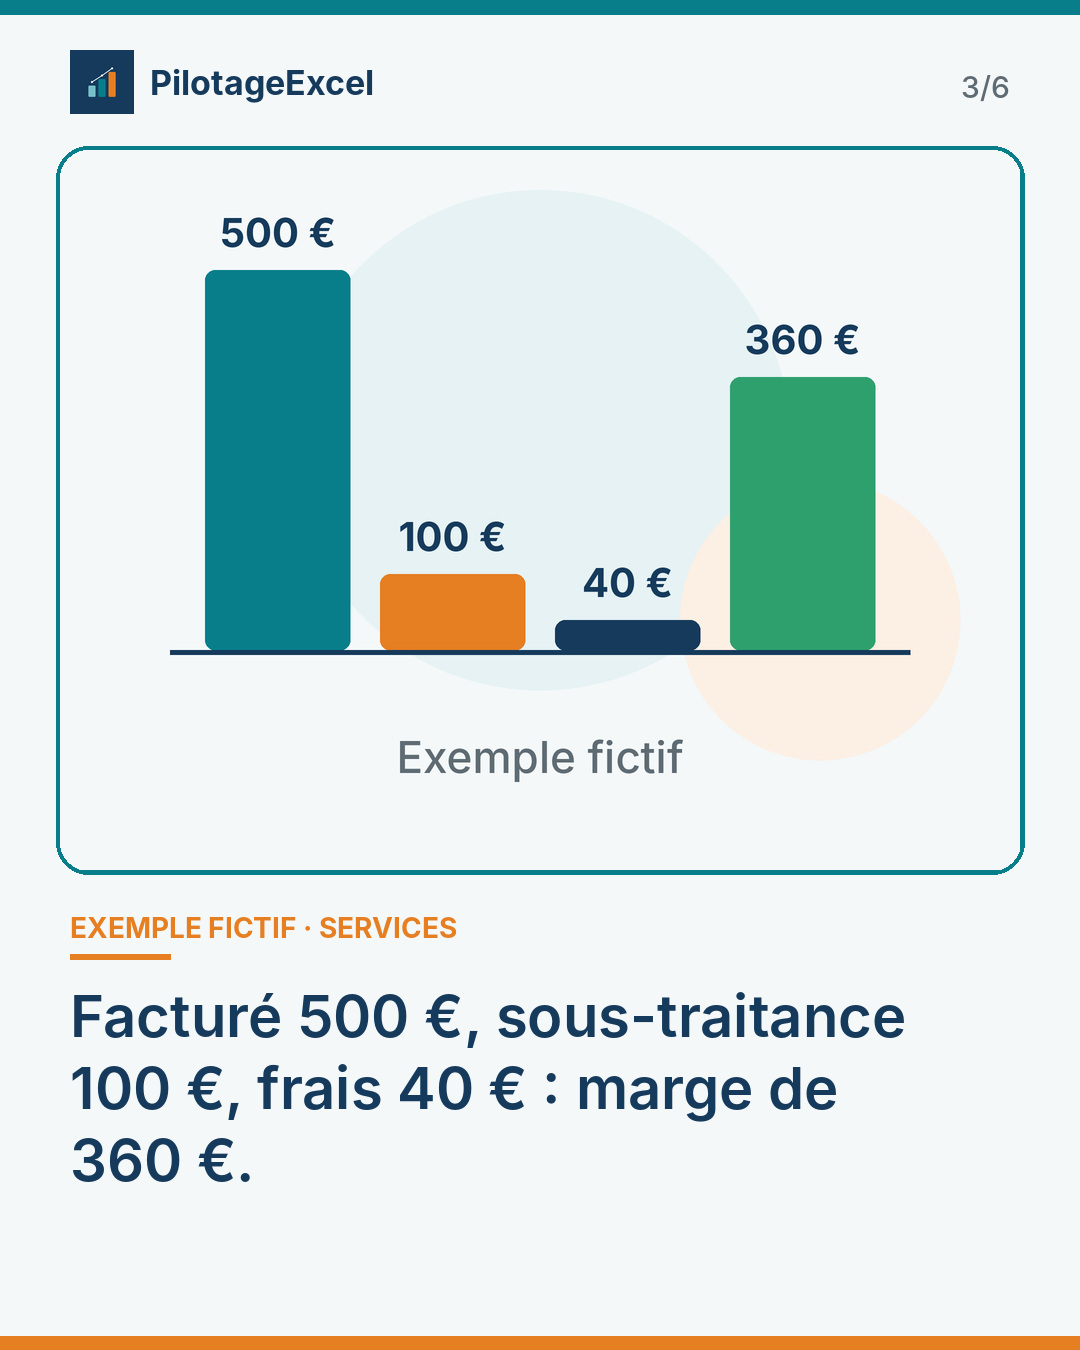 PilotageExcel
3/6
500 €
100 €
40 €
360 €
Exemple fictif
EXEMPLE FICTIF · SERVICES
Facturé 500 €, sous-traitance
100 €, frais 40 € : marge de
360 €.